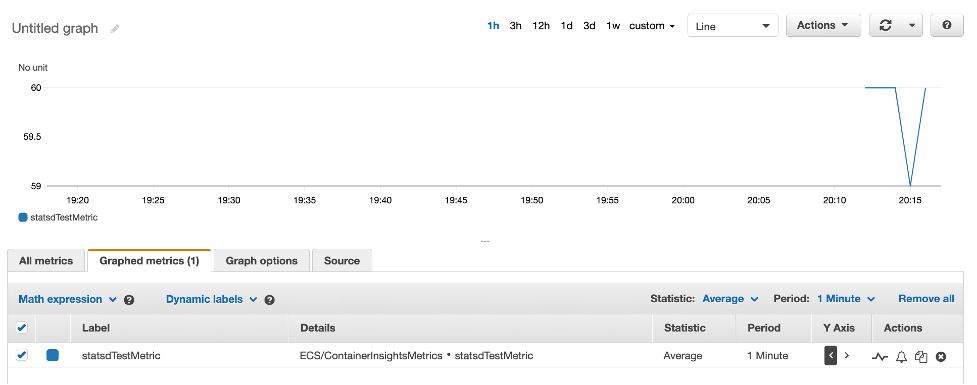 Untitled graph
1h 3h 12h 1d 3d 1w custom Line Actions ?
No unit
60
59.5
59
19:20 19:25 19:30 19:35 19:40 19:45 19:50 19:55 20:00 20:05 20:10 20:15
statsdTestMetric
All metrics Graphed metrics (1) Graph options Source
Math expression ? Dynamic labels ? Statistic: Average Period: 1 Minute Remove all
Label Details Statistic Period Y Axis Actions
statsdTestMetric ECS/ContainerInsightsMetrics • statsdTestMetric Average 1 Minute < >